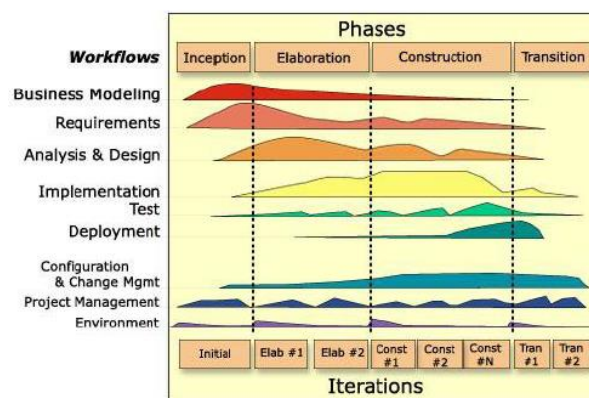 Phases
Workflows Inception Elaboration Construction Transition
Business Modeling
Requirements
Analysis & Design
Implementation
Test
Deployment
Configuration
& Change Mgmt
Project Management
Environment
Initial Elab #1 Elab #2 Const #1 Const #2 Const #N Tran #1 Tran #2
Iterations